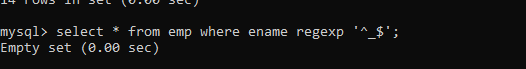 14 rows in set (0.00 sec)
mysql> select * from emp where ename regexp '^_$';
Empty set (0.00 sec)